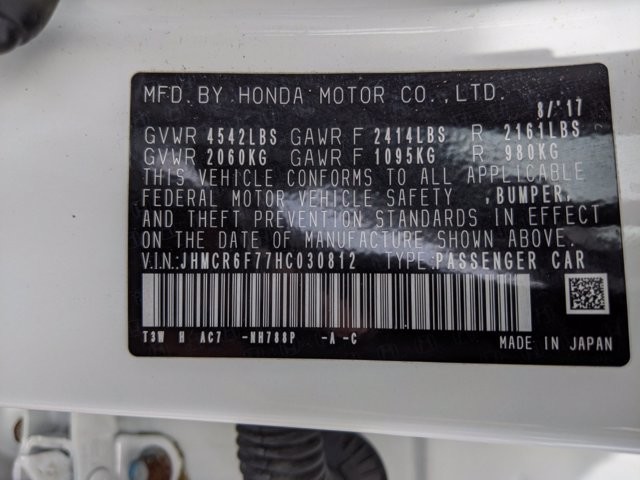 MFD. BY HONDA MOTOR CO., LTD.
8/'17
GVWR 4542LBS GAWR F 2414LBS R 2161LBS
GVWR 2060KG GAWR F 1095KG R 980KG
THIS VEHICLE CONFORMS TO ALL APPLICABLE
FEDERAL MOTOR VEHICLE SAFETY ,BUMPER,
AND THEFT PREVENTION STANDARDS IN EFFECT
ON THE DATE OF MANUFACTURE SHOWN ABOVE.
V.I.N.:JHMCR6F77HC030812 TYPE:PASSENGER CAR
T3W H AC7 -NH788P -A-C
MADE IN JAPAN